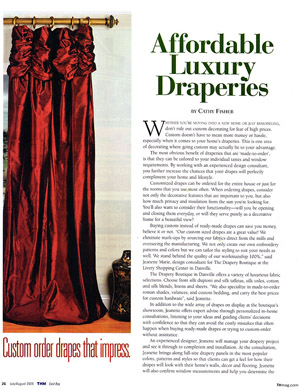 Affordable
Luxury
Draperies
BY CATHY FISHER
WHETHER YOU'RE MOVING INTO A NEW HOME OR JUST REMODELING,
don't rule out custom decorating for fear of high prices.
Custom doesn't have to mean more money or hassle,
especially when it comes to your home's draperies. This is one area
of decorating where going custom may actually be to your advantage.
The most obvious benefit of draperies that are 'made-to-order'
is that they can be tailored to your individual tastes and window
requirements. By working with an experienced design consultant,
you further increase the chances that your drapes will perfectly
compliment your home and lifestyle.
Customized drapes can be ordered for the entire house or just for
the rooms that you use most often. When ordering drapes, consider
not only the decorative features that are important to you, but also
how much privacy and insulation from the sun you're looking for.
You'll also want to consider their functionality—will you be opening
and closing them everyday, or will they serve purely as a decorative
frame for a beautiful view?
Buying custom instead of ready-made drapes can save you money,
believe it or not. "Our custom sized drapes are a great value! We
eliminate mark-ups by sourcing our fabrics direct from the mills and
overseeing the manufacturing. We not only create our own embroidery
patterns and colors but we can tailor the styling to suit your needs as
well. We stand behind the quality of our workmanship 100%," said
Jeanene Marie, design consultant for The Drapery Boutique at the
Livery Shopping Center in Danville.
The Drapery Boutique in Danville offers a variety of luxurious fabric
selections. Choose from silk dupionis and silk taffetas, silk velvet, cotton
and silk blends, linens and sheers. "We also specialize in made-to-order
roman shades, valances, and custom bedding, and carry the best prices
for custom hardware", said Jeanene.
In addition to the wide array of drapes on display at the boutique's
showroom, Jeanene offers expert advice through personalized in-home
consultations, listening to your ideas and guiding clients' decisions
with confidence so that they can avoid the costly mistakes that often
happen when buying ready-made drapes or trying to custom-order
without assistance.
An experienced designer, Jeanene will manage your drapery project
and see it through to completion and installation. At the consultation,
Jeanene brings along full-size drapery panels in the most popular
colors, patterns and styles so that clients can get a feel for how their
drapes will look with their home's walls, décor and flooring. Jeanene
will also confirm window measurements and help you determine the
Custom order drapes that impress.
26 July/August 2009 TVM East Bay
TVmag.com